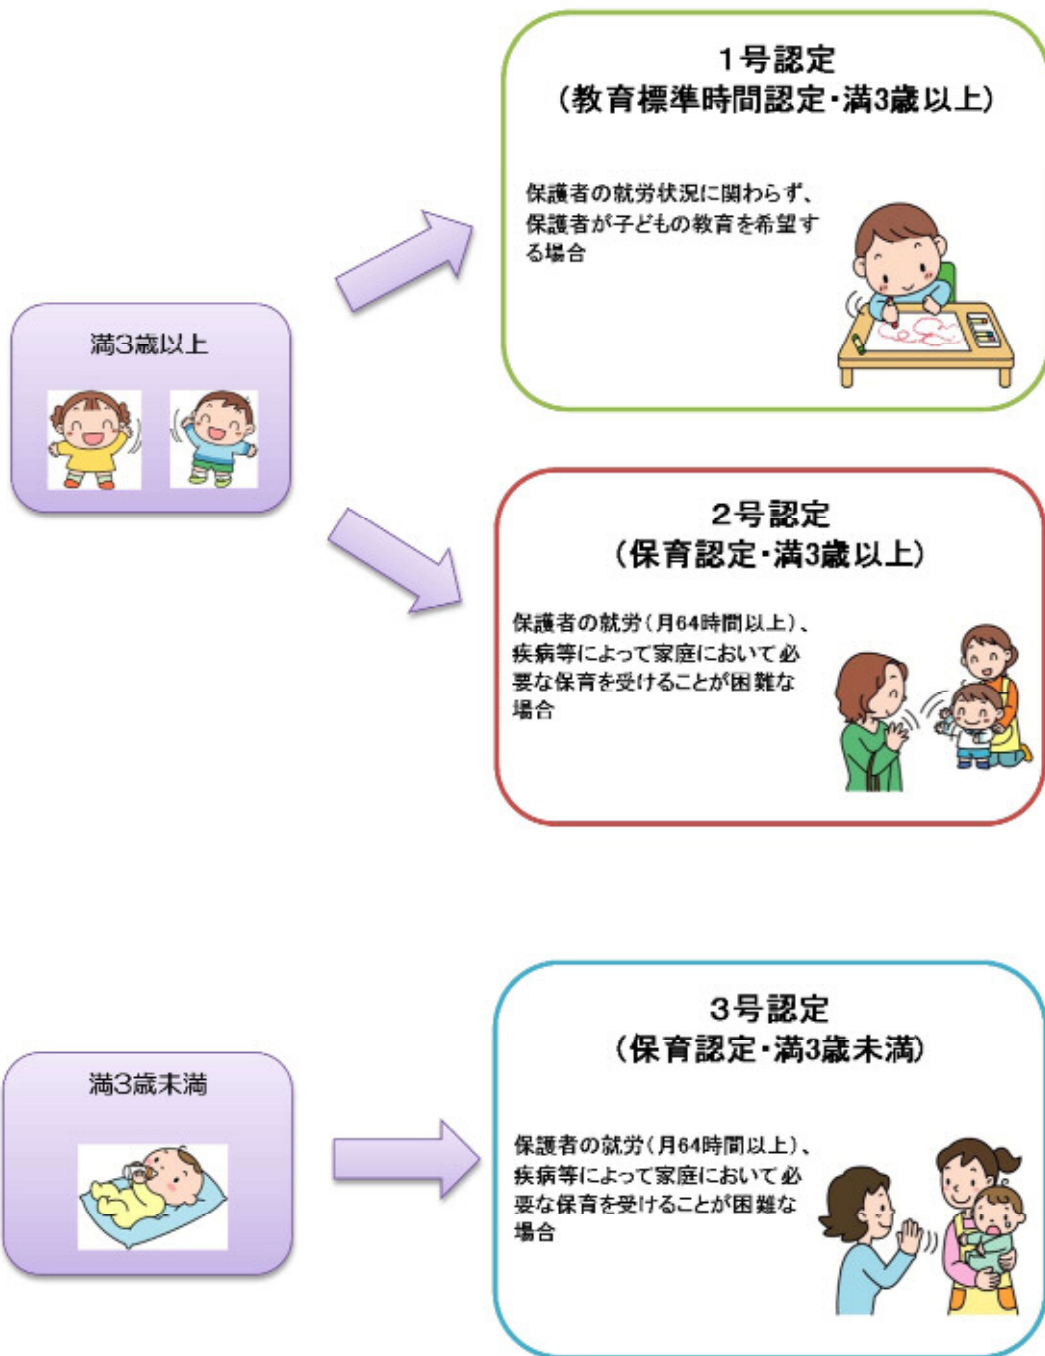 1号認定
(教育標準時間認定・満3歳以上)
保護者の就労状況に関わらず、
保護者が子どもの教育を希望す
る場合
満3歳以上
2号認定
(保育認定・満3歳以上)
保護者の就労(月64時間以上)、
疾病等によって家庭において必
要な保育を受けることが困難な
場合
3号認定
(保育認定・満3歳未満)
満3歳未満
保護者の就労(月64時間以上)、
疾病等によって家庭において必
要な保育を受けることが困難な
場合